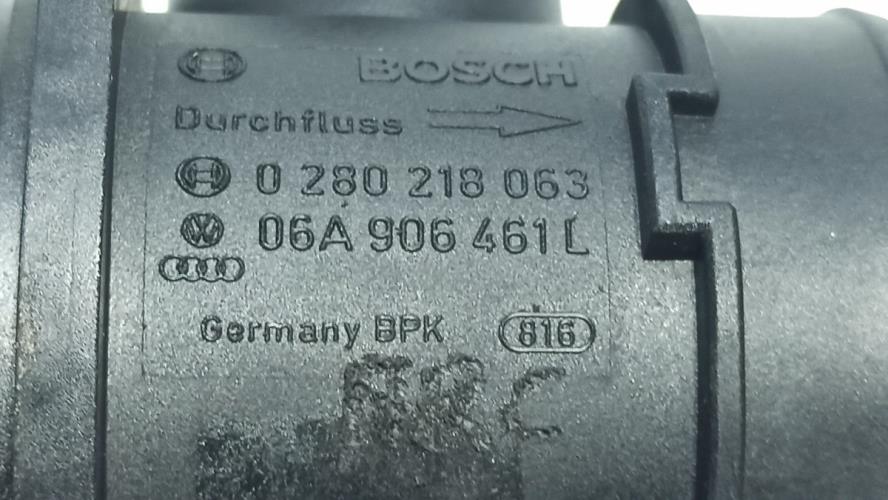 BOSCH
Durchfluss
0 280 218 063
06A 906 461 L
Germany BPK 816